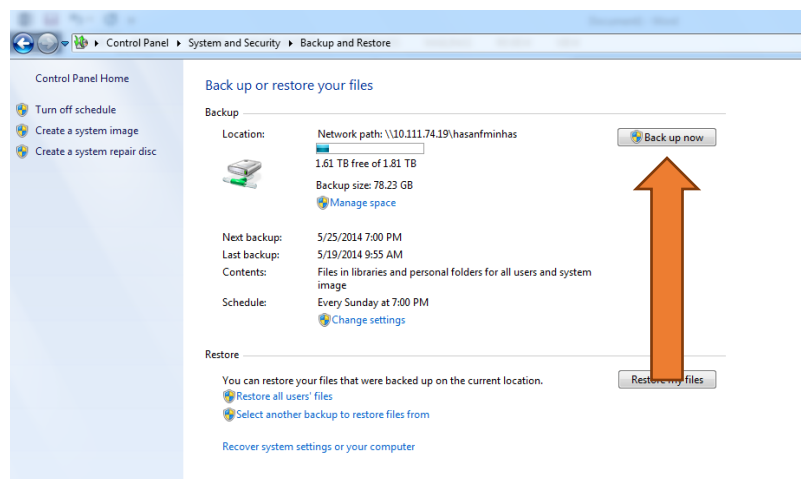 Control Panel ▸ System and Security ▸ Backup and Restore
Control Panel Home
Turn off schedule
Create a system image
Create a system repair disc
Back up or restore your files
Backup
Location: Network path: \\10.111.74.19\hasanfminhas
Back up now
1.61 TB free of 1.81 TB
Backup size: 78.23 GB
Manage space
Next backup: 5/25/2014 7:00 PM
Last backup: 5/19/2014 9:55 AM
Contents: Files in libraries and personal folders for all users and system
image
Schedule: Every Sunday at 7:00 PM
Change settings
Restore
You can restore your files that were backed up on the current location.
Restore my files
Restore all users' files
Select another backup to restore files from
Recover system settings or your computer